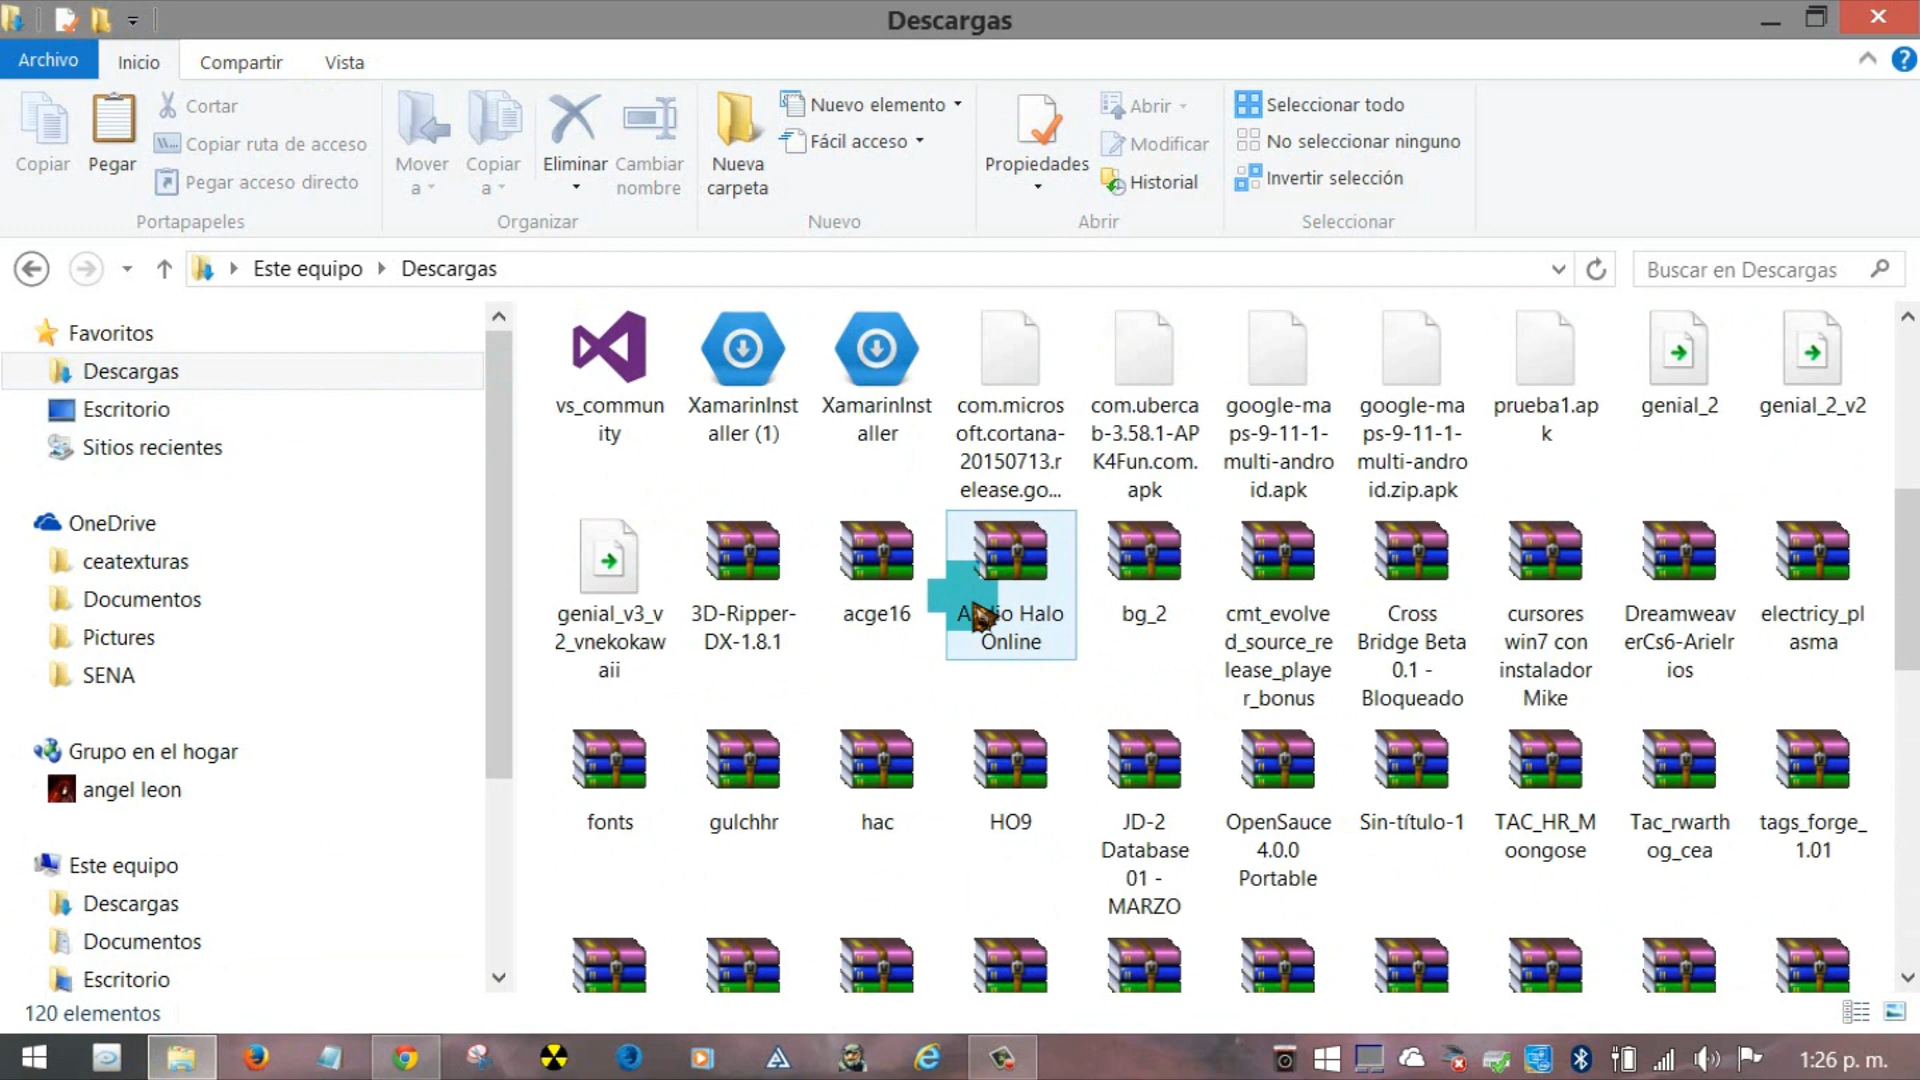 Descargas
Archivo
Inicio
Compartir
Vista
Copiar
Pegar
Cortar
Copiar ruta de acceso
Pegar acceso directo
Portapapeles
Mover
a
Copiar
a
Eliminar
Cambiar
nombre
Organizar
Nueva
carpeta
Nuevo elemento
Fácil acceso
Nuevo
Propiedades
Abrir
Modificar
Historial
Abrir
Seleccionar todo
No seleccionar ninguno
Invertir selección
Seleccionar
Este equipo
Descargas
Buscar en Descargas
Favoritos
Descargas
Escritorio
Sitios recientes
OneDrive
ceatexturas
Documentos
Pictures
SENA
Grupo en el hogar
angel leon
Este equipo
Descargas
Documentos
Escritorio
vs_commun
ity
XamarinInst
aller (1)
XamarinInst
aller
com.micros
oft.cortana-
20150713.r
elease.go...
com.uberca
b-3.58.1-AP
K4Fun.com.
apk
google-ma
ps-9-11-1-
multi-andro
id.apk
google-ma
ps-9-11-1-
multi-andro
id.zip.apk
prueba1.ap
k
genial_2
genial_2_v2
genial_v3_v
2_vnekokaw
aii
3D-Ripper-
DX-1.8.1
acge16
Halo
Online
bg_2
cmt_evolve
d_source_re
lease_playe
r_bonus
Cross
Bridge Beta
0.1 -
Bloqueado
cursores
win7 con
instalador
Mike
Dreamweav
erCs6-Arielr
ios
electricy_pl
asma
fonts
gulchhr
hac
HO9
JD-2
Database
01 -
MARZO
OpenSauce
4.0.0
Portable
Sin-título-1
TAC_HR_M
oongose
Tac_rwarth
og_cea
tags_forge_
1.01
120 elementos
1:26 p. m.